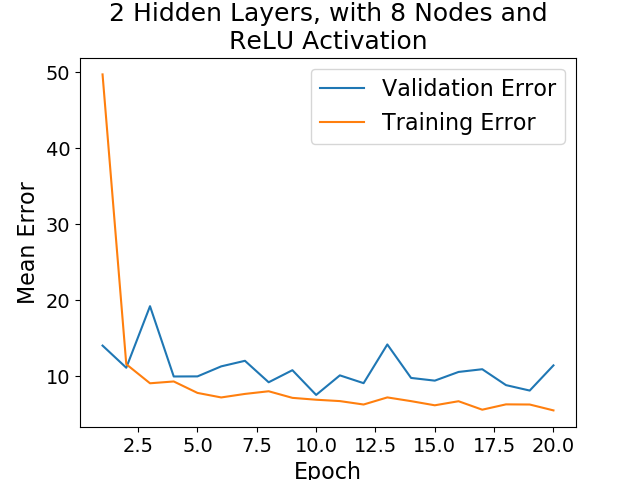 2 Hidden Layers, with 8 Nodes and
ReLU Activation
Validation Error
Training Error
Mean Error
50
40
30
20
10
2.5 5.0 7.5 10.0 12.5 15.0 17.5 20.0
Epoch